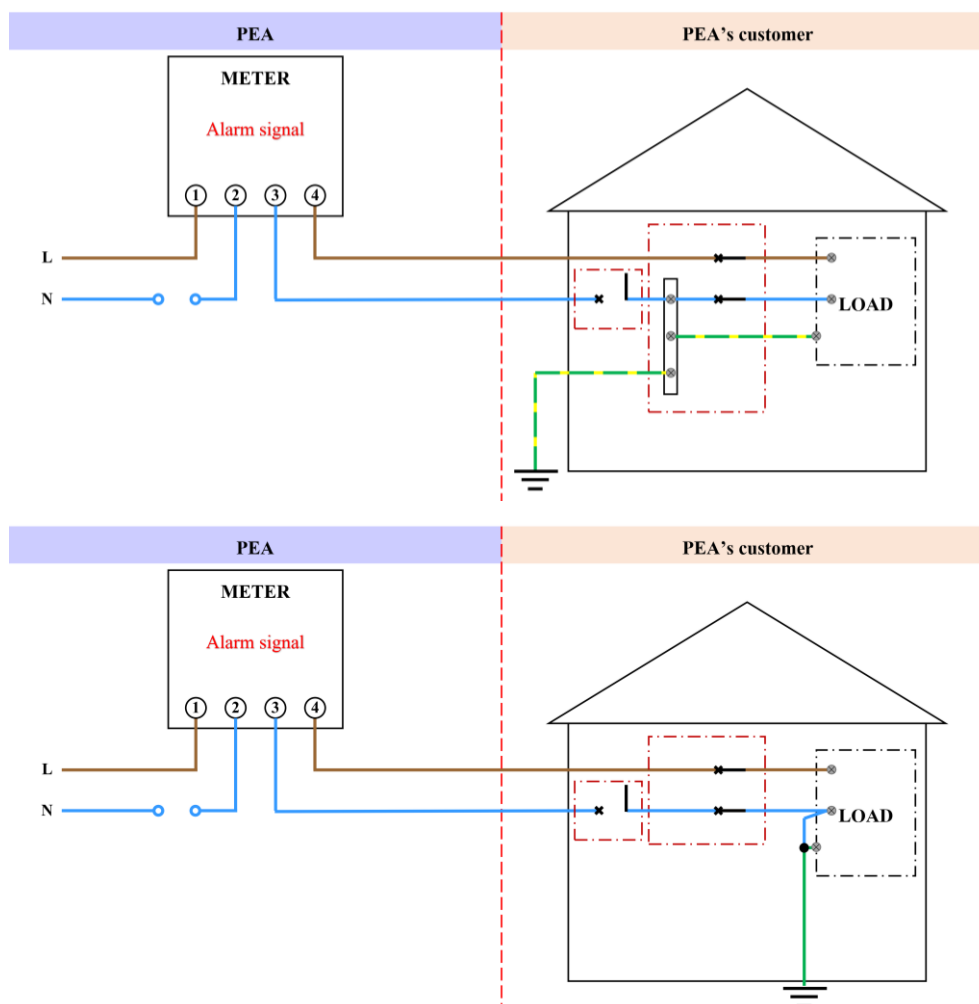 PEA PEA's customer
METER
Alarm signal
1 2 3 4
L
N
LOAD
PEA PEA's customer
METER
Alarm signal
1 2 3 4
L
N
LOAD